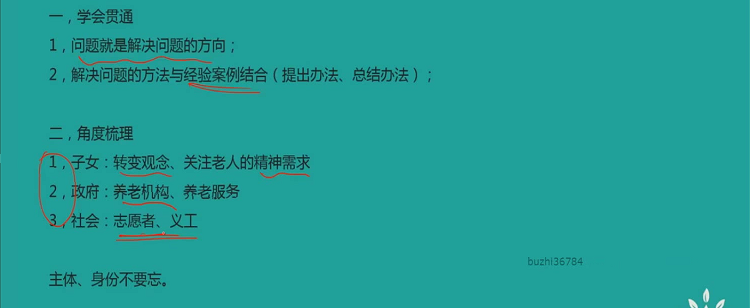 一，学会贯通
1，问题就是解决问题的方向；
2，解决问题的方法与经验案例结合（提出办法、总结办法）；
二，角度梳理
1，子女：转变观念、关注老人的精神需求
2，政府：养老机构、养老服务
3，社会：志愿者、义工
buzhi36784
主体、身份不要忘。